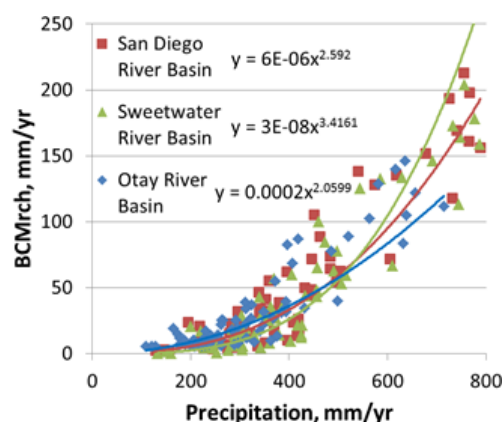 250
200
150
100
50
0
BCMrch, mm/yr
San Diego
River Basin
y = 6E-06x^2.592
Sweetwater
River Basin
y = 3E-08x^3.4161
Otay River
Basin
y = 0.0002x^2.0599
0 200 400 600 800
Precipitation, mm/yr